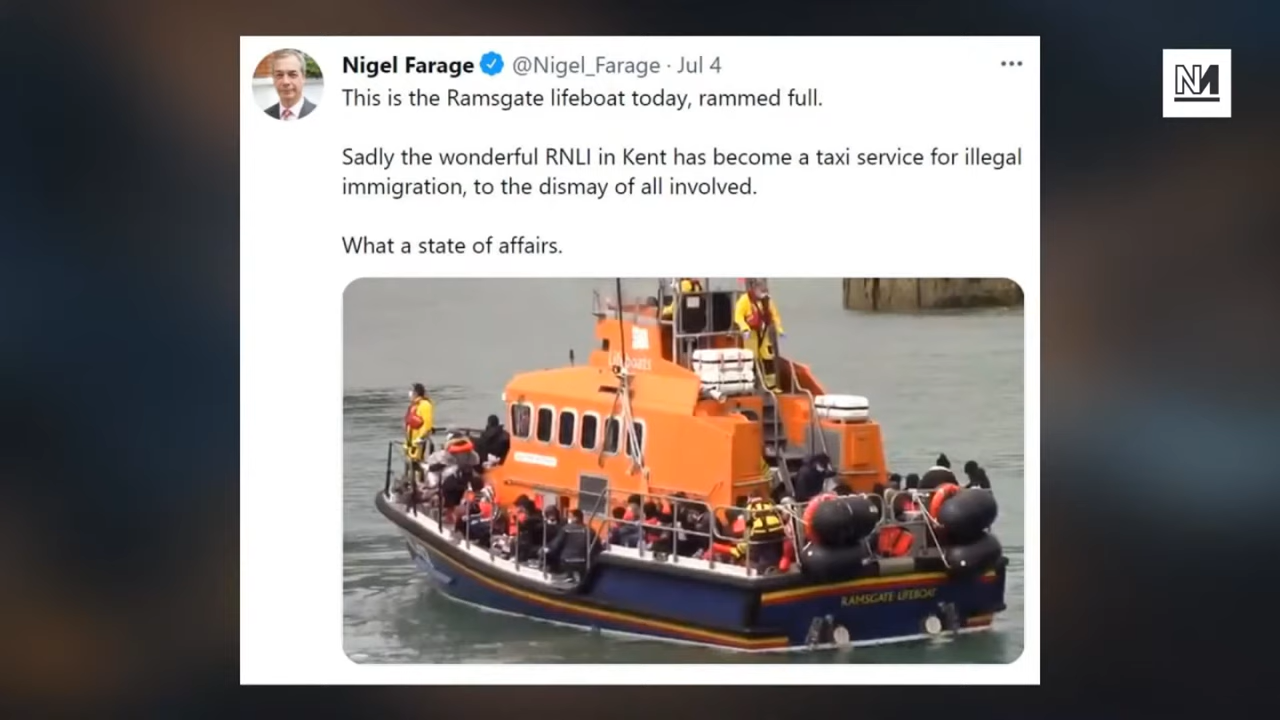 Nigel Farage @Nigel_Farage · Jul 4
This is the Ramsgate lifeboat today, rammed full.
Sadly the wonderful RNLI in Kent has become a taxi service for illegal
immigration, to the dismay of all involved.
What a state of affairs.
Lifeboats
RAMSGATE LIFEBOAT
NM